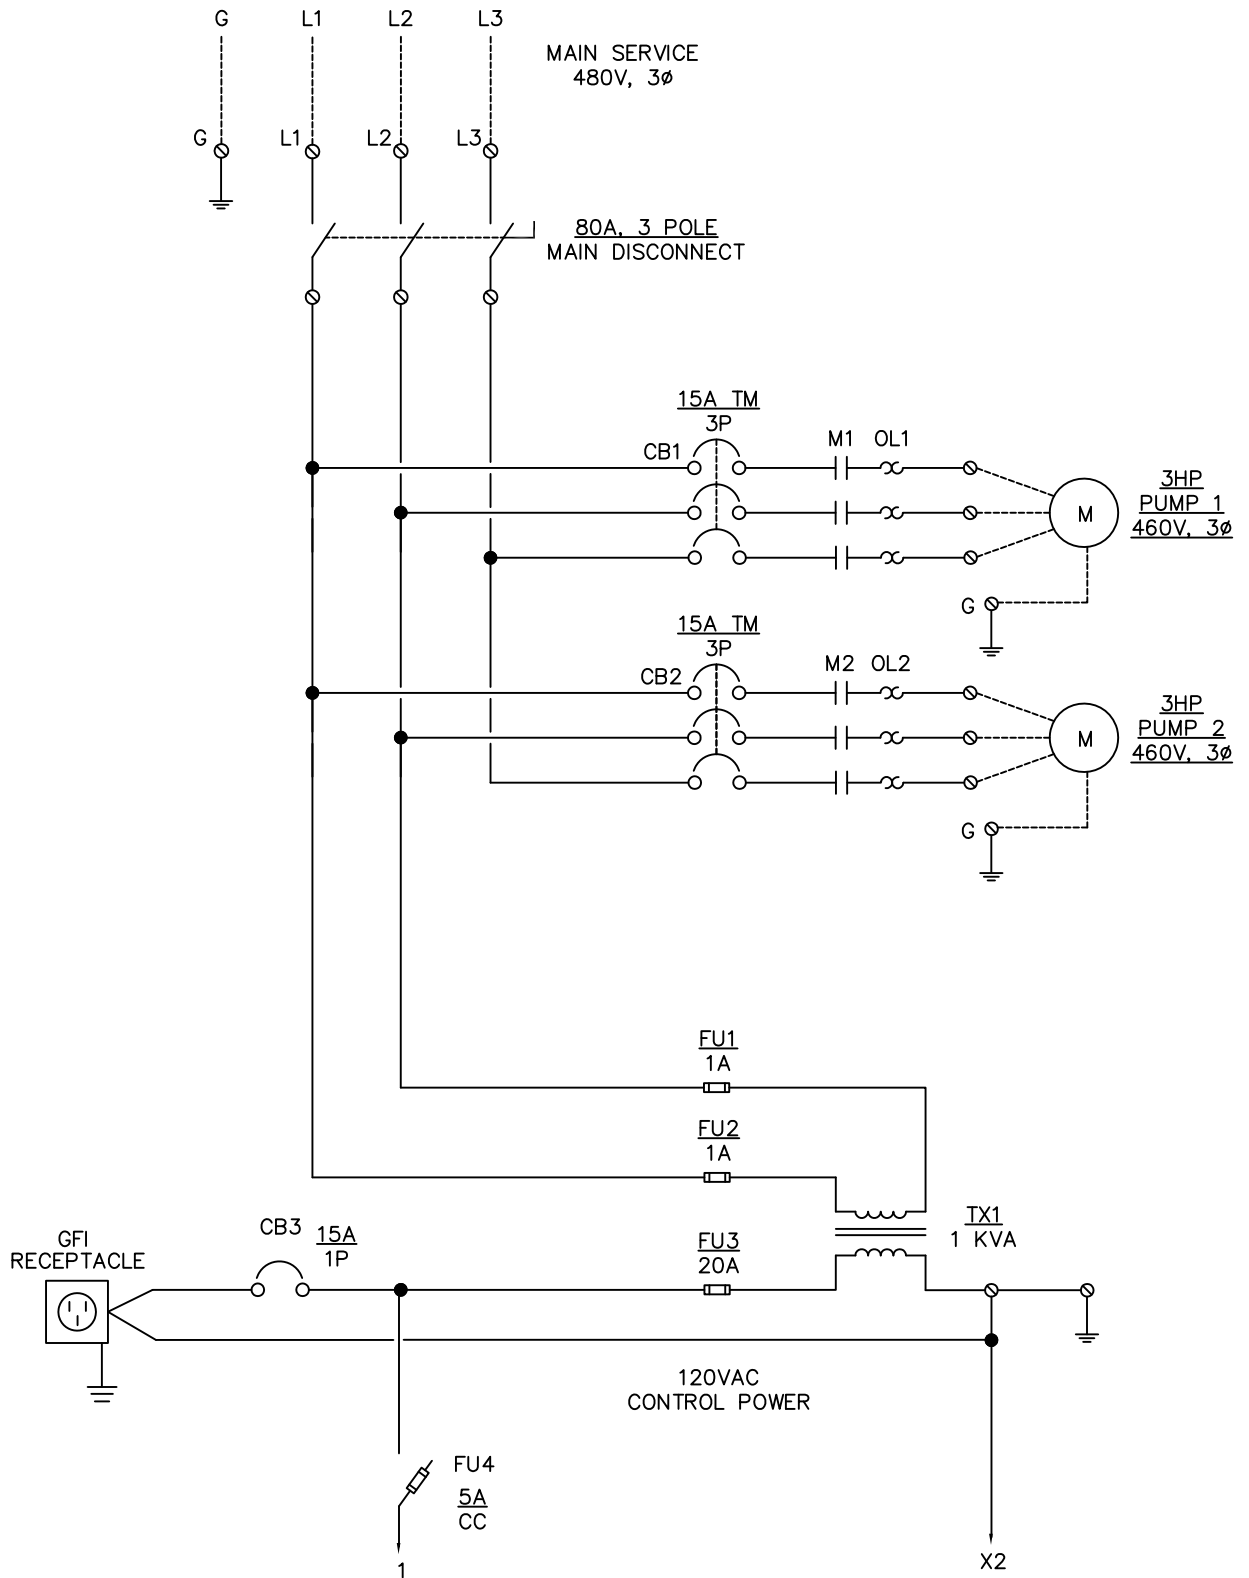 G L1 L2 L3
MAIN SERVICE
480V, 3ø
G L1 L2 L3
80A, 3 POLE
MAIN DISCONNECT
15A TM
3P
CB1 M1 OL1
3HP
PUMP 1
460V, 3ø
M
G
15A TM
3P
CB2 M2 OL2
3HP
PUMP 2
460V, 3ø
M
G
FU1
1A
FU2
1A
TX1
1 KVA
GFI
RECEPTACLE
CB3 15A
1P
FU3
20A
120VAC
CONTROL POWER
FU4
5A
CC
1
X2